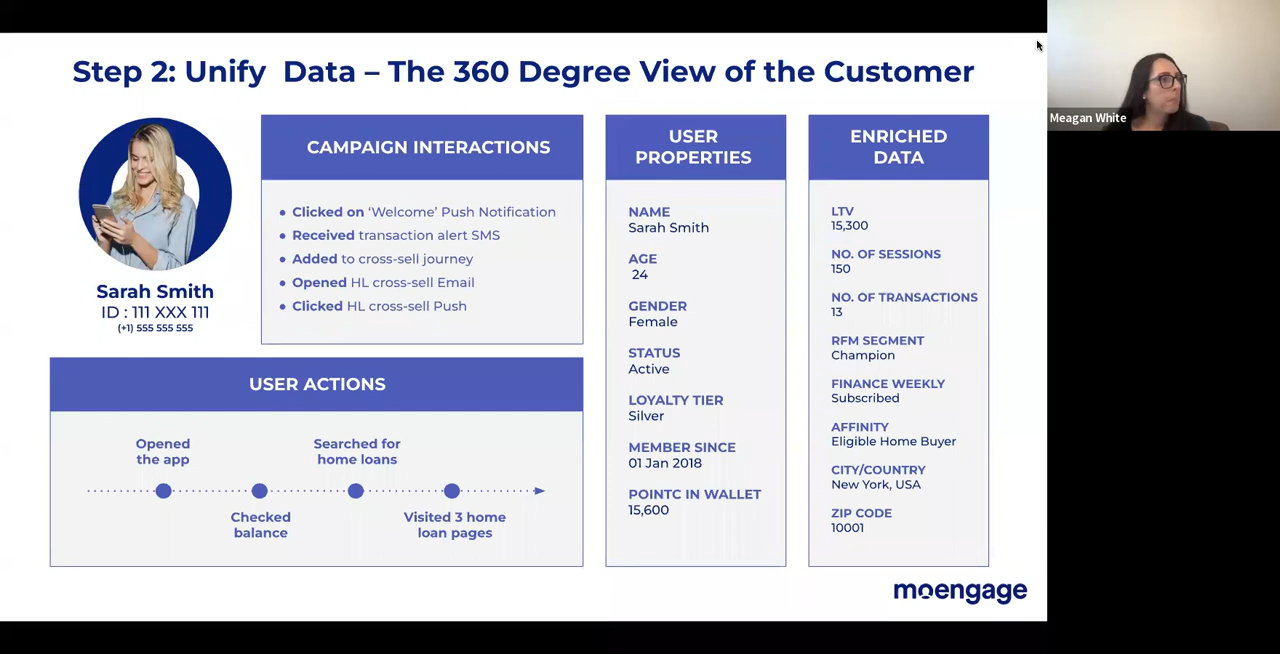 Step 2: Unify  Data – The 360 Degree View of the Customer
Meagan White
Sarah Smith
ID : 111 XXX 111
(+1) 555 555 555
CAMPAIGN INTERACTIONS
• Clicked on ‘Welcome’ Push Notification
• Received transaction alert SMS
• Added to cross-sell journey
• Opened HL cross-sell Email
• Clicked HL cross-sell Push
USER ACTIONS
Opened
the app
Checked
balance
Searched for
home loans
Visited 3 home
loan pages
USER
PROPERTIES
NAME
Sarah Smith
AGE
24
GENDER
Female
STATUS
Active
LOYALTY TIER
Silver
MEMBER SINCE
01 Jan 2018
POINTC IN WALLET
15,600
ENRICHED
DATA
LTV
15,300
NO. OF SESSIONS
150
NO. OF TRANSACTIONS
13
RFM SEGMENT
Champion
FINANCE WEEKLY
Subscribed
AFFINITY
Eligible Home Buyer
CITY/COUNTRY
New York, USA
ZIP CODE
10001
moengage